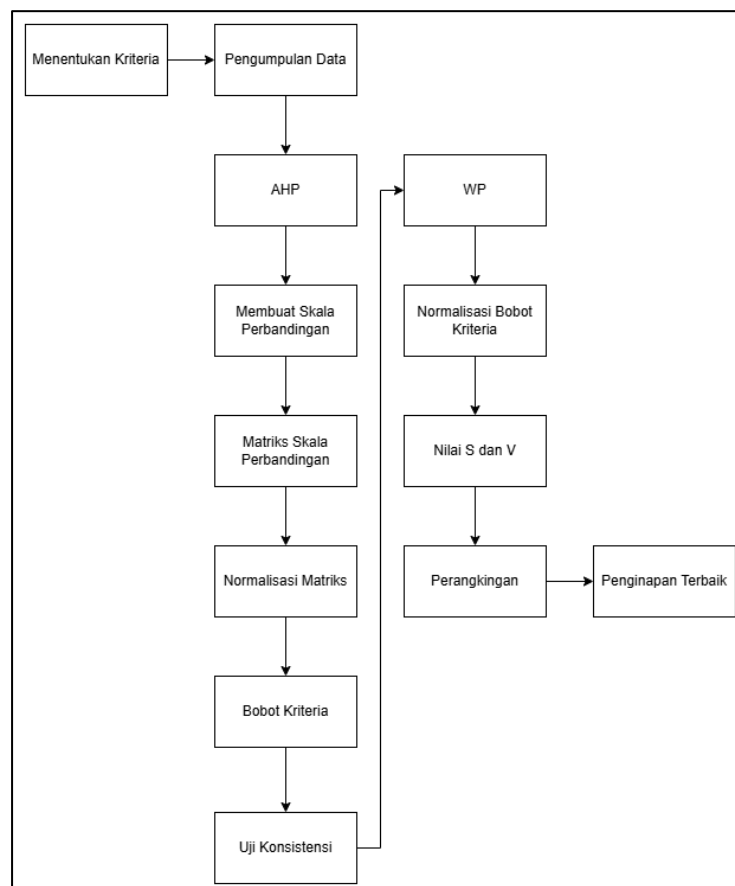 Menentukan Kriteria
Pengumpulan Data
AHP
Membuat Skala
Perbandingan
Matriks Skala
Perbandingan
Normalisasi Matriks
Bobot Kriteria
Uji Konsistensi
WP
Normalisasi Bobot
Kriteria
Nilai S dan V
Perangkingan
Penginapan Terbaik